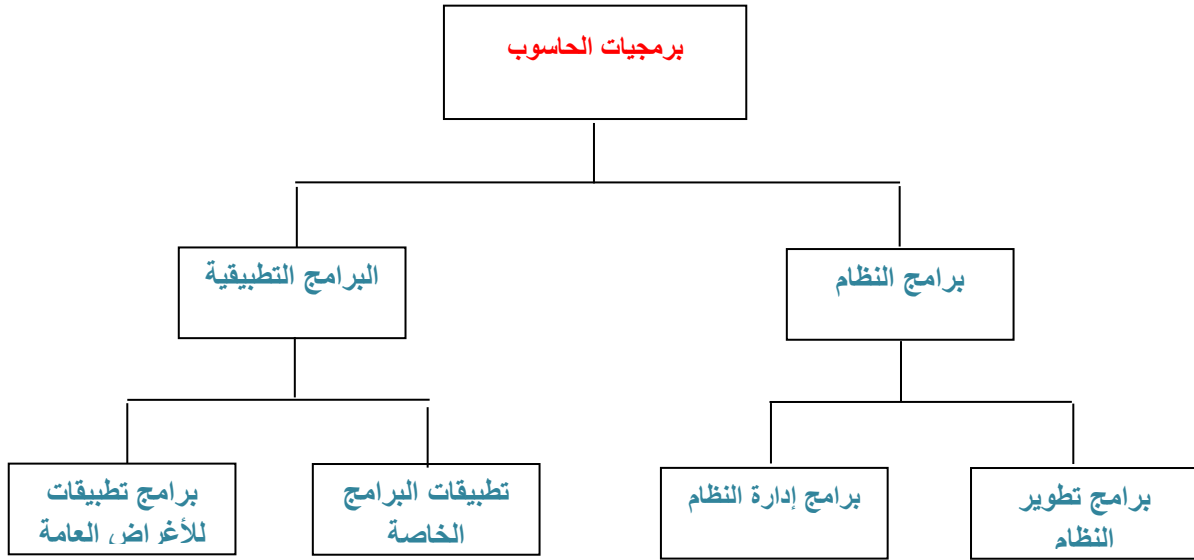 برمجيات الحاسوب
برامج النظام
البرامج التطبيقية
برامج تطوير
النظام
برامج إدارة النظام
تطبيقات البرامج
الخاصة
برامج تطبيقات
للأغراض العامة